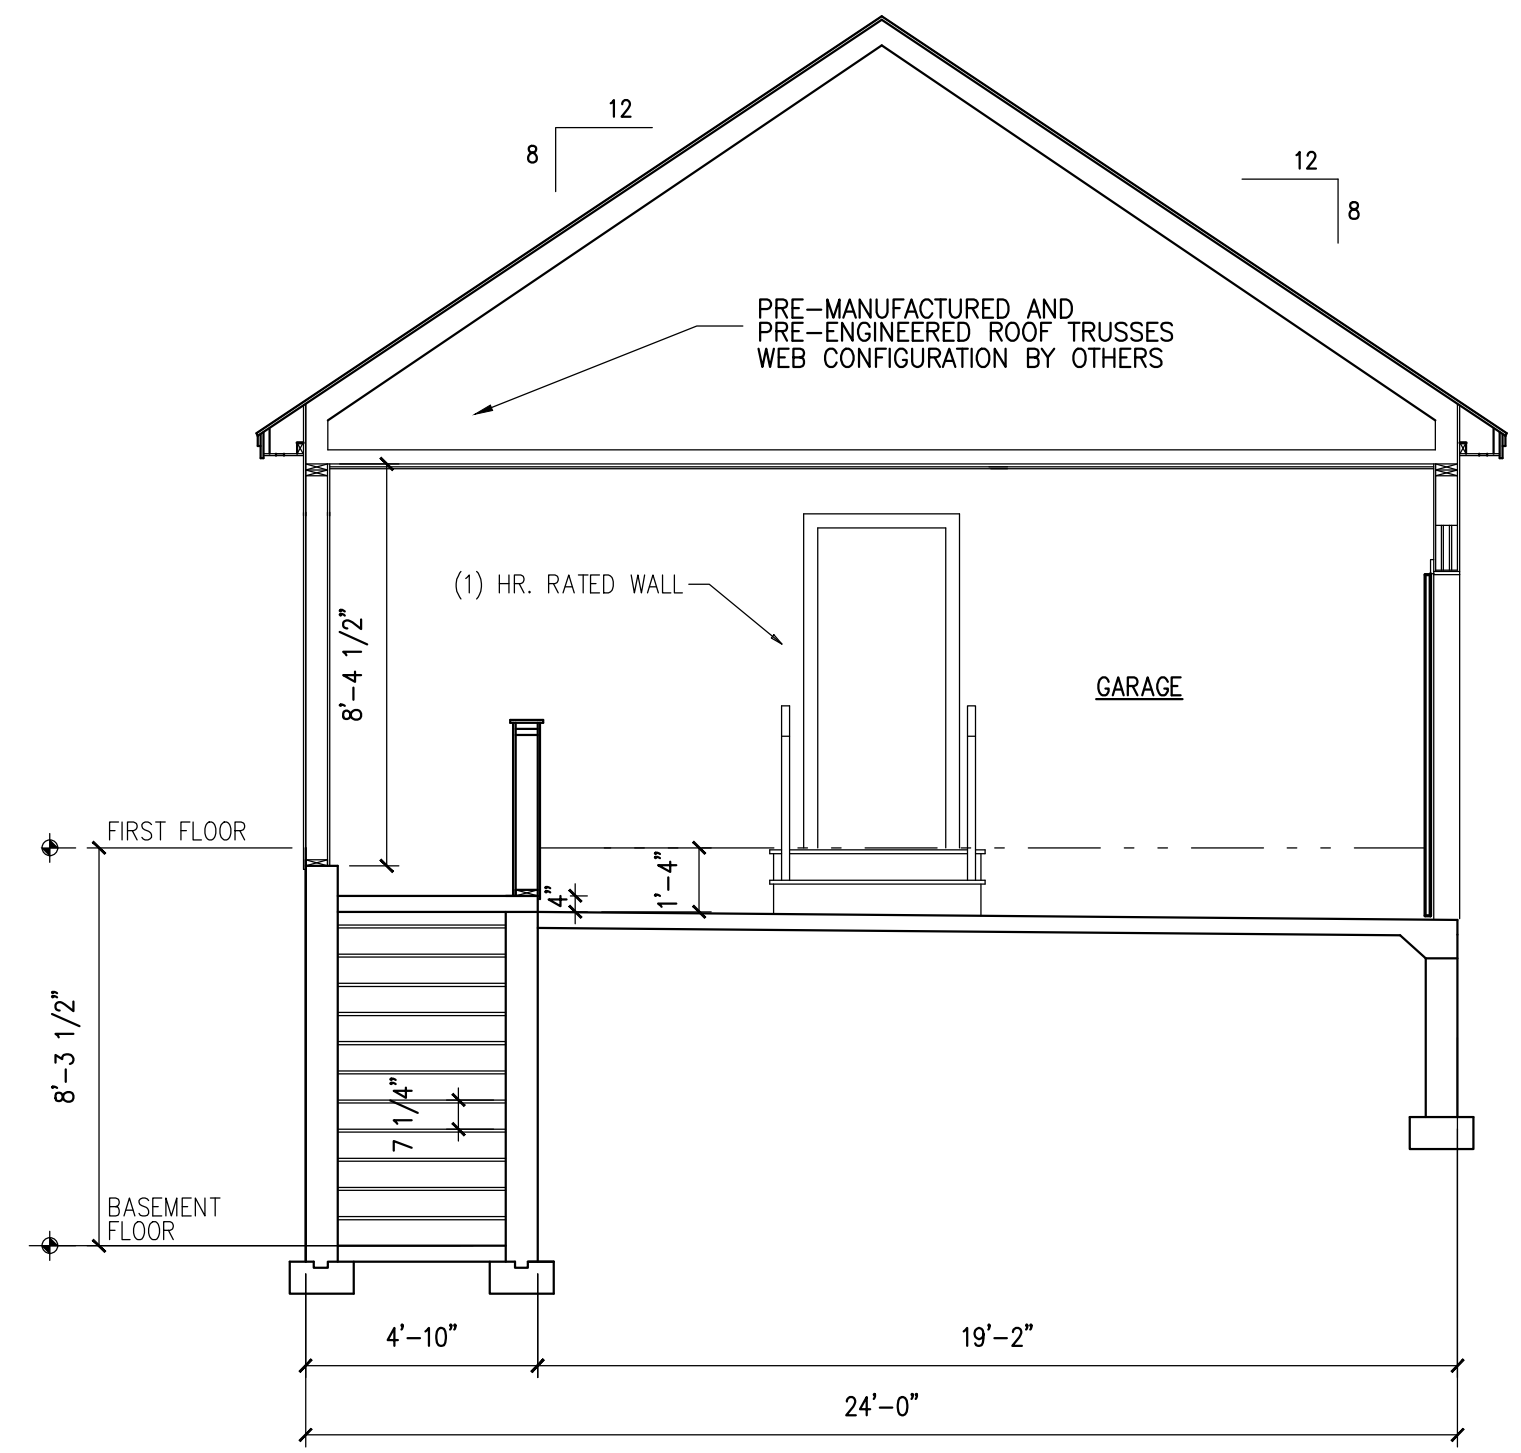 12
8
12
8
PRE-MANUFACTURED AND
PRE-ENGINEERED ROOF TRUSSES
WEB CONFIGURATION BY OTHERS
(1) HR. RATED WALL
8'-4 1/2"
GARAGE
FIRST FLOOR
4"
1'-4"
8'-3 1/2"
7 1/4"
BASEMENT
FLOOR
4'-10"
19'-2"
24'-0"